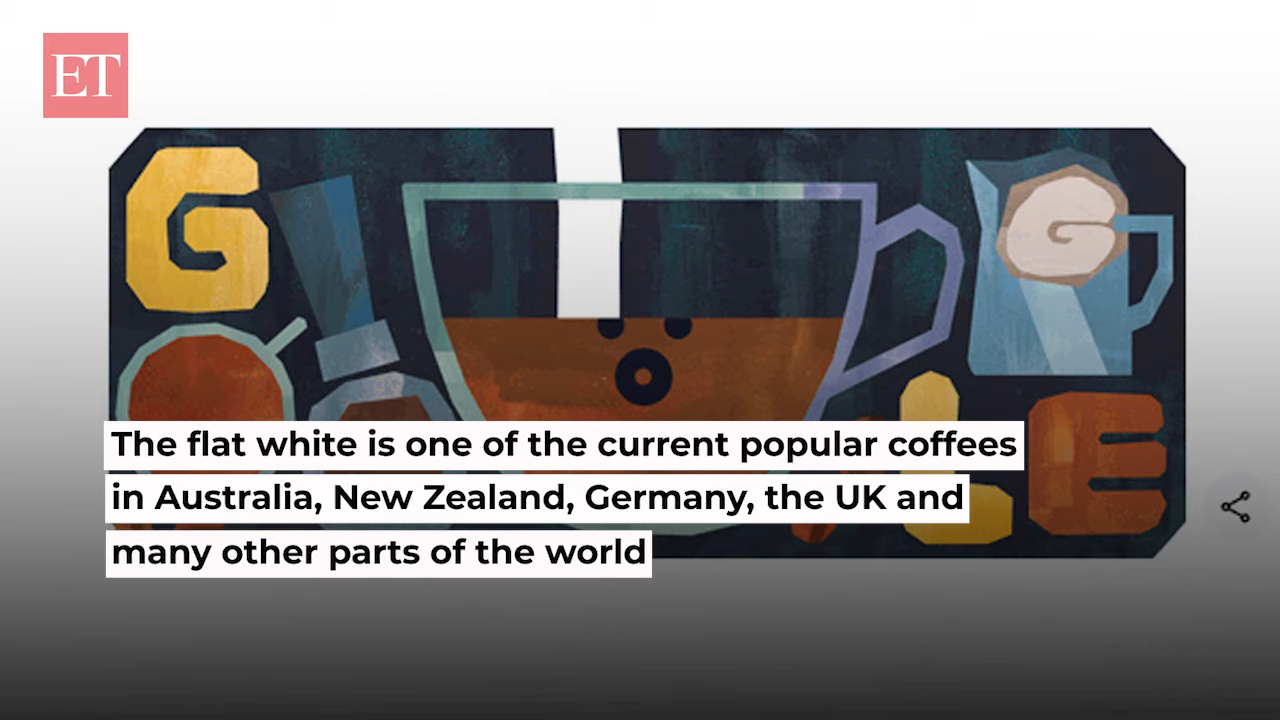 ET
G
G
L
E
The flat white is one of the current popular coffees
in Australia, New Zealand, Germany, the UK and
many other parts of the world